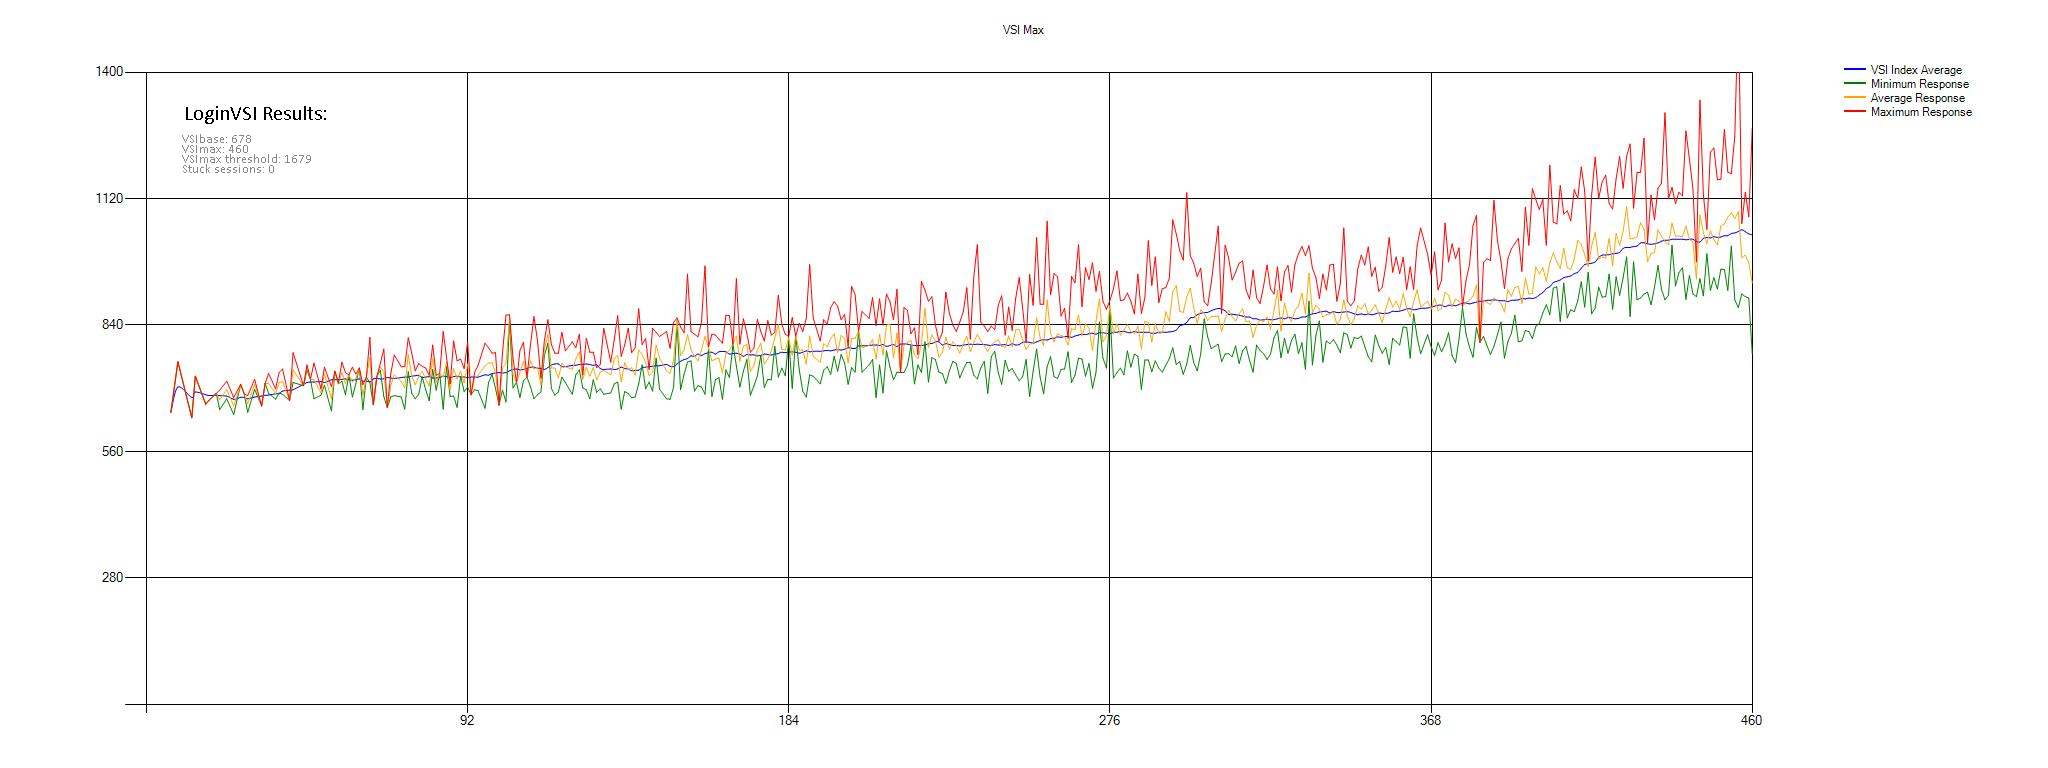 VSI Max
1400
1120
840
560
280
92
184
276
368
460
LoginVSI Results:
VSIbase: 678
VSImax: 460
VSImax threshold: 1679
Stuck sessions: 0
VSI Index Average
Minimum Response
Average Response
Maximum Response